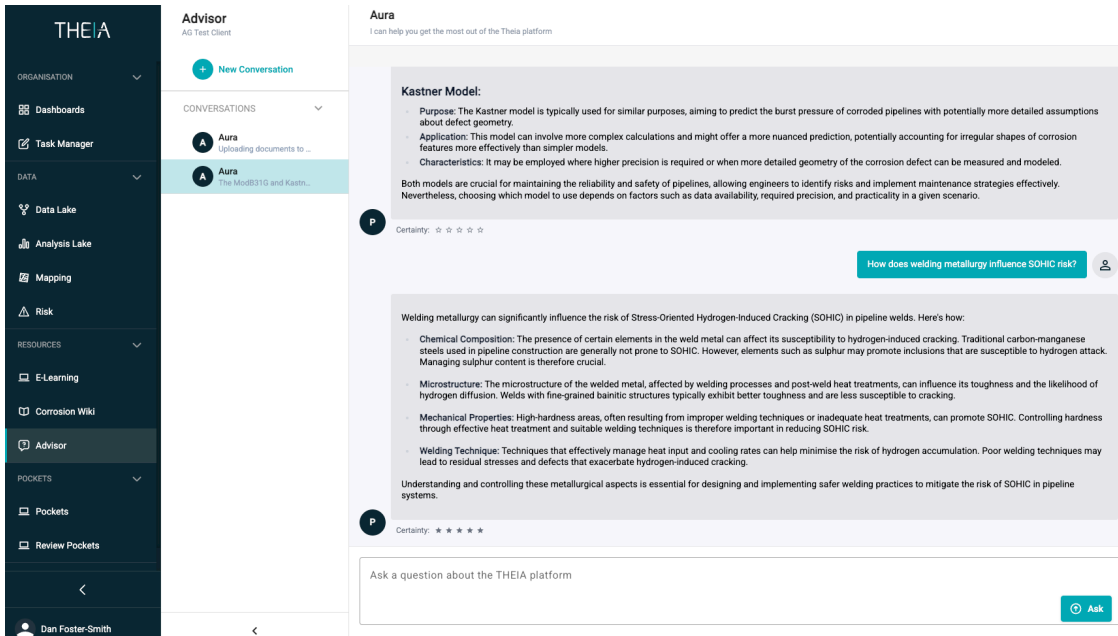 THEIA
ORGANISATION
Dashboards
Task Manager
DATA
Data Lake
Analysis Lake
Mapping
Risk
RESOURCES
E-Learning
Corrosion Wiki
Advisor
POCKETS
Pockets
Review Pockets
Dan Foster-Smith
Advisor
AG Test Client
New Conversation
CONVERSATIONS
A
Aura
Uploading documents to ...
A
Aura
The ModB31G and Kastn...
Aura
I can help you get the most out of the Theia platform
Kastner Model:
Purpose: The Kastner model is typically used for similar purposes, aiming to predict the burst pressure of corroded pipelines with potentially more detailed assumptions
about defect geometry.
Application: This model can involve more complex calculations and might offer a more nuanced prediction, potentially accounting for irregular shapes of corrosion
features more effectively than simpler models.
Characteristics: It may be employed where higher precision is required or when more detailed geometry of the corrosion defect can be measured and modeled.
Both models are crucial for maintaining the reliability and safety of pipelines, allowing engineers to identify risks and implement maintenance strategies effectively.
Nevertheless, choosing which model to use depends on factors such as data availability, required precision, and practicality in a given scenario.
P
Certainty: ☆ ☆ ☆ ☆ ☆
How does welding metallurgy influence SOHIC risk?
Welding metallurgy can significantly influence the risk of Stress-Oriented Hydrogen-Induced Cracking (SOHIC) in pipeline welds. Here's how:
Chemical Composition: The presence of certain elements in the weld metal can affect its susceptibility to hydrogen-induced cracking. Traditional carbon-manganese
steels used in pipeline construction are generally not prone to SOHIC. However, elements such as sulphur may promote inclusions that are susceptible to hydrogen attack.
Managing sulphur content is therefore crucial.
Microstructure: The microstructure of the welded metal, affected by welding processes and post-weld heat treatments, can influence its toughness and the likelihood of
hydrogen diffusion. Welds with fine-grained bainitic structures typically exhibit better toughness and are less susceptible to cracking.
Mechanical Properties: High-hardness areas, often resulting from improper welding techniques or inadequate heat treatments, can promote SOHIC. Controlling hardness
through effective heat treatment and suitable welding techniques is therefore important in reducing SOHIC risk.
Welding Technique: Techniques that effectively manage heat input and cooling rates can help minimise the risk of hydrogen accumulation. Poor welding techniques may
lead to residual stresses and defects that exacerbate hydrogen-induced cracking.
Understanding and controlling these metallurgical aspects is essential for designing and implementing safer welding practices to mitigate the risk of SOHIC in pipeline
systems.
P
Certainty: ★ ★ ★ ★ ★
Ask a question about the THEIA platform
Ask